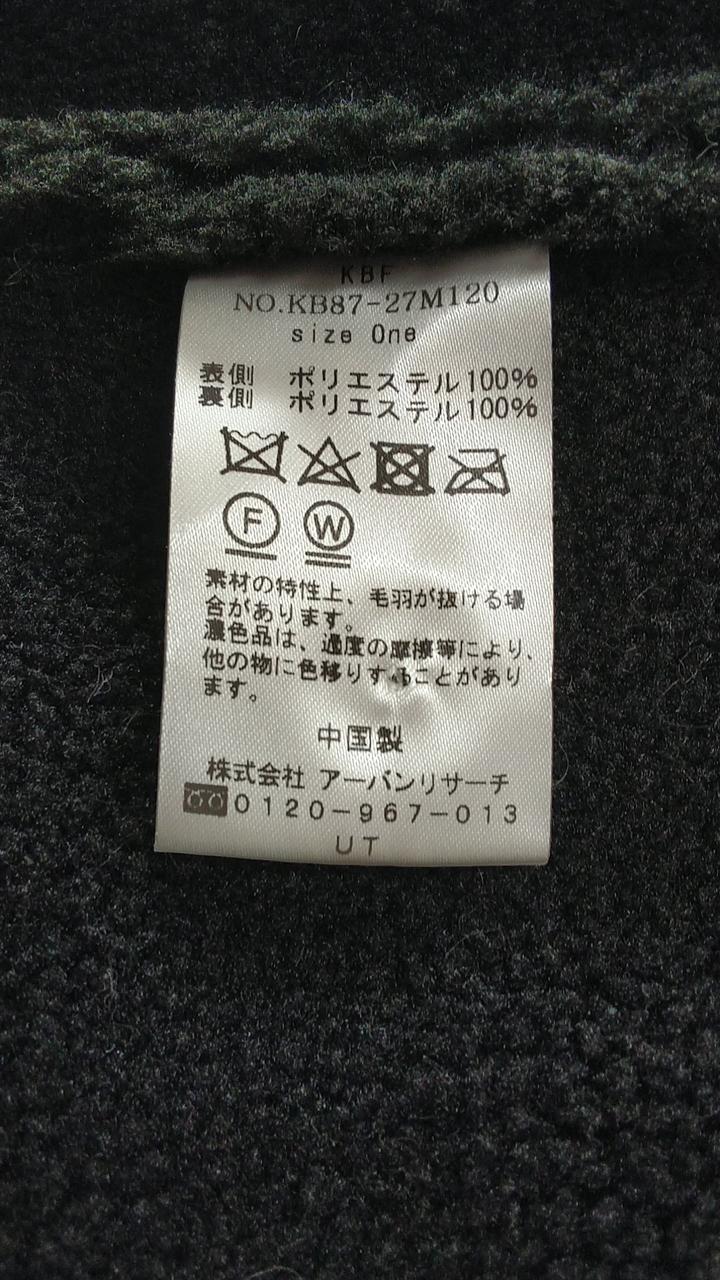 KBF
NO.KB87-27M120
size One
表側 ポリエステル100%
裏側 ポリエステル100%
F W
素材の特性上、毛羽が抜ける場
合があります。
濃色品は、過度の摩擦等により、
他の物に色移りすることがあり
ます。
中国製
株式会社 アーバンリサーチ
0120-967-013
UT